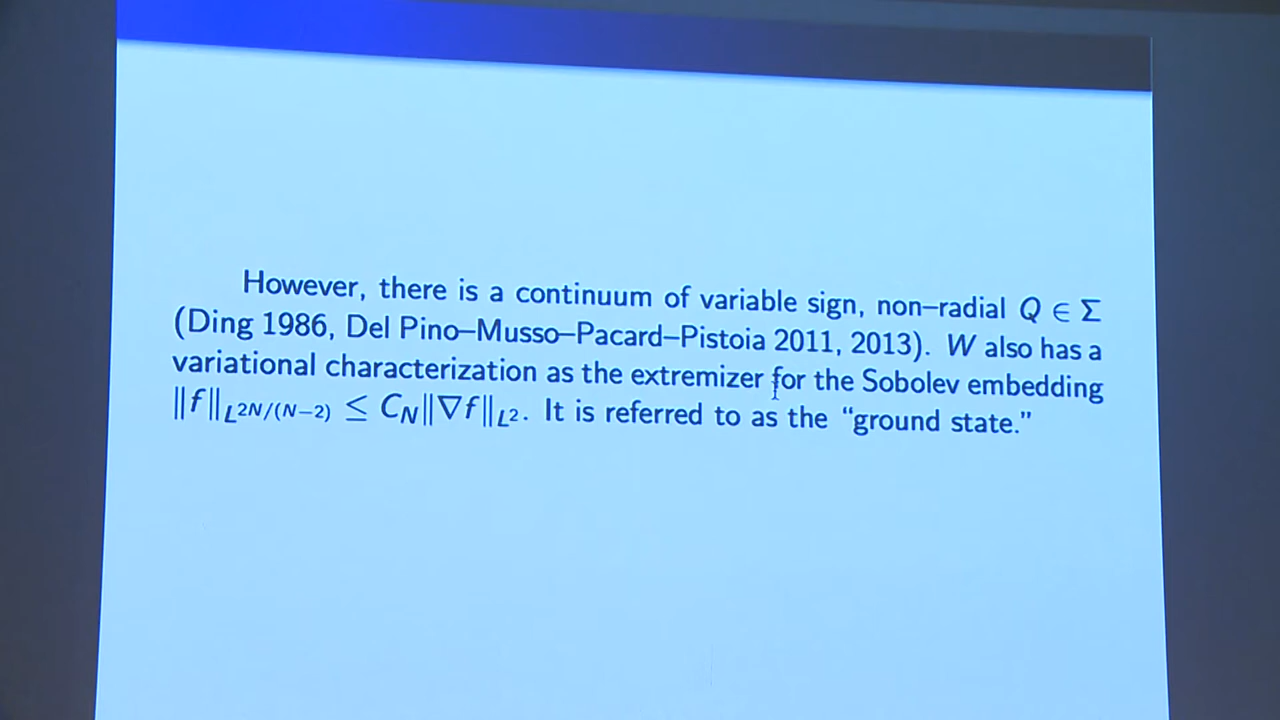 However, there is a continuum of variable sign, non–radial Q ∈ Σ
(Ding 1986, Del Pino–Musso–Pacard–Pistoia 2011, 2013). W also has a
variational characterization as the extremizer for the Sobolev embedding
‖f‖_{L^{2N/(N−2)}} ≤ C_N‖∇f‖_{L^2}. It is referred to as the “ground state.”